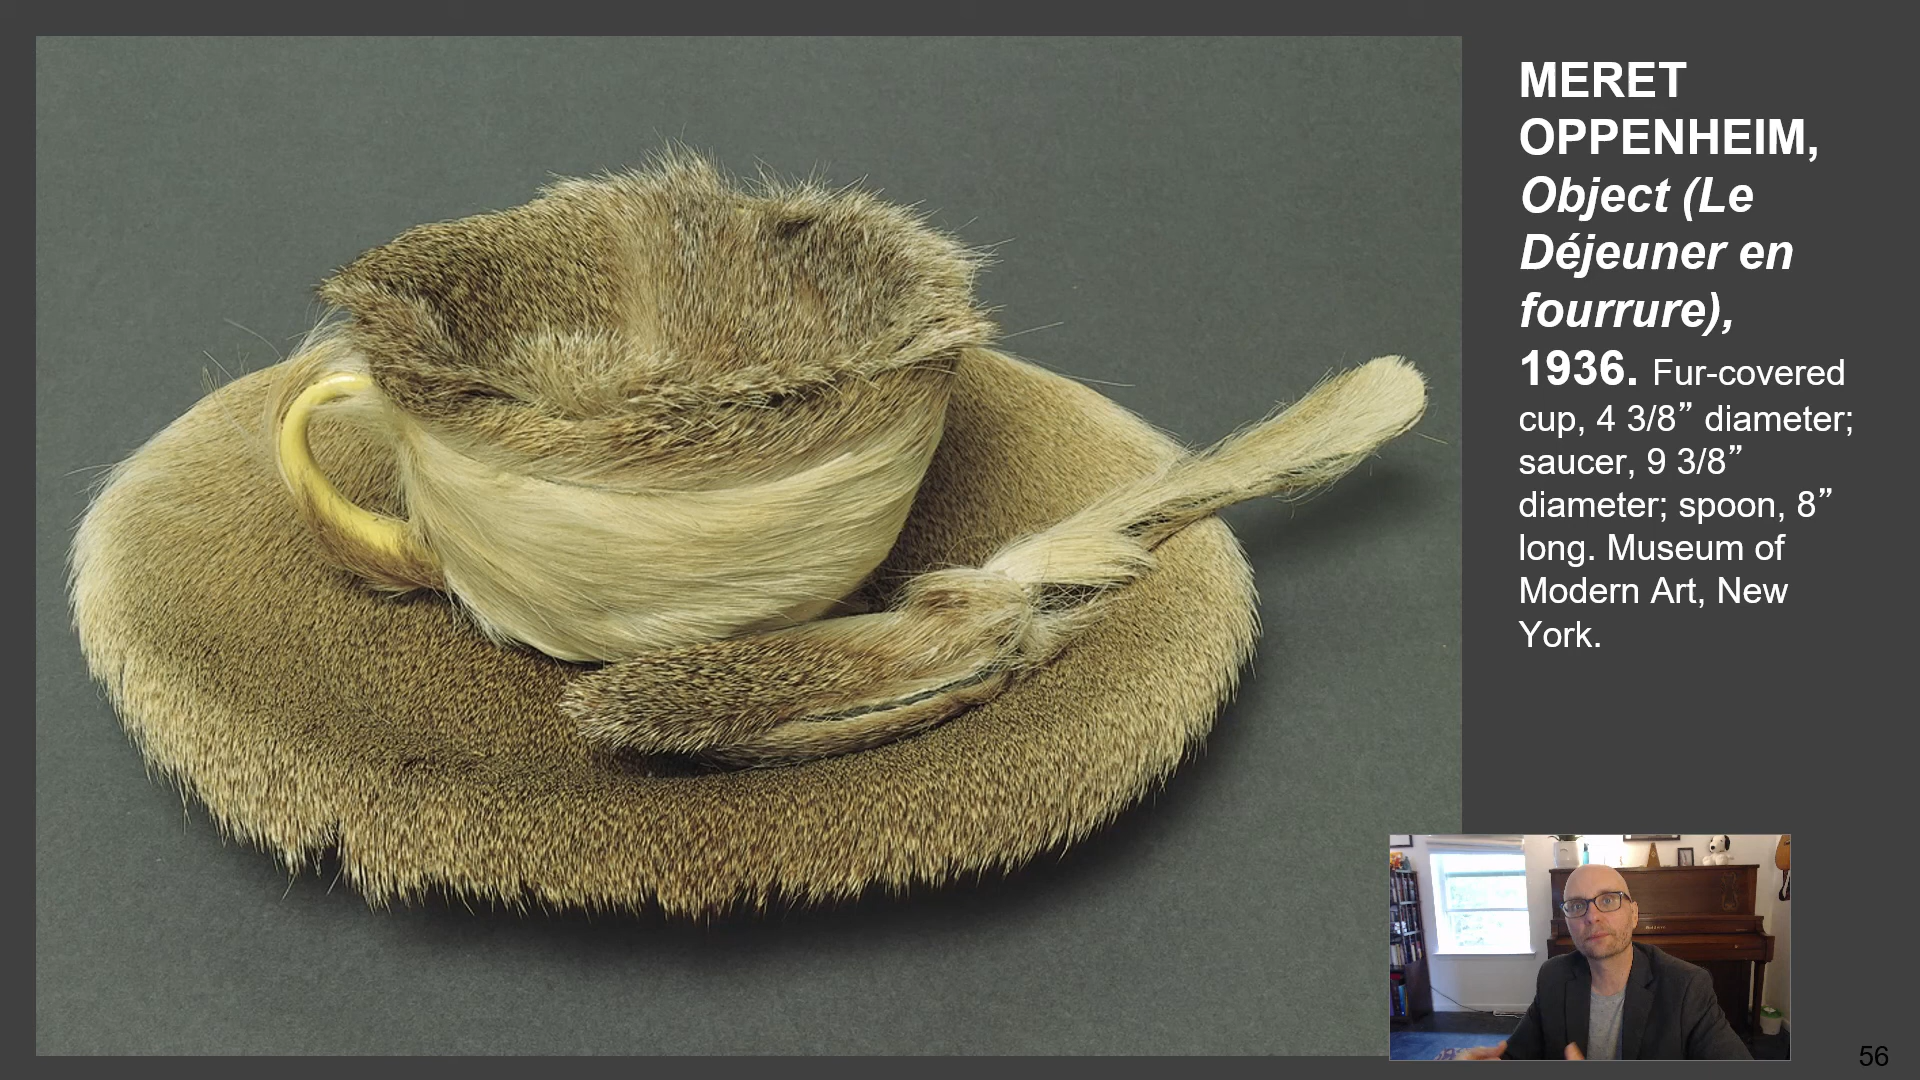 MERET
OPPENHEIM,
Object (Le
Déjeuner en
fourrure),
1936. Fur-covered
cup, 4 3/8” diameter;
saucer, 9 3/8”
diameter; spoon, 8”
long. Museum of
Modern Art, New
York.
56